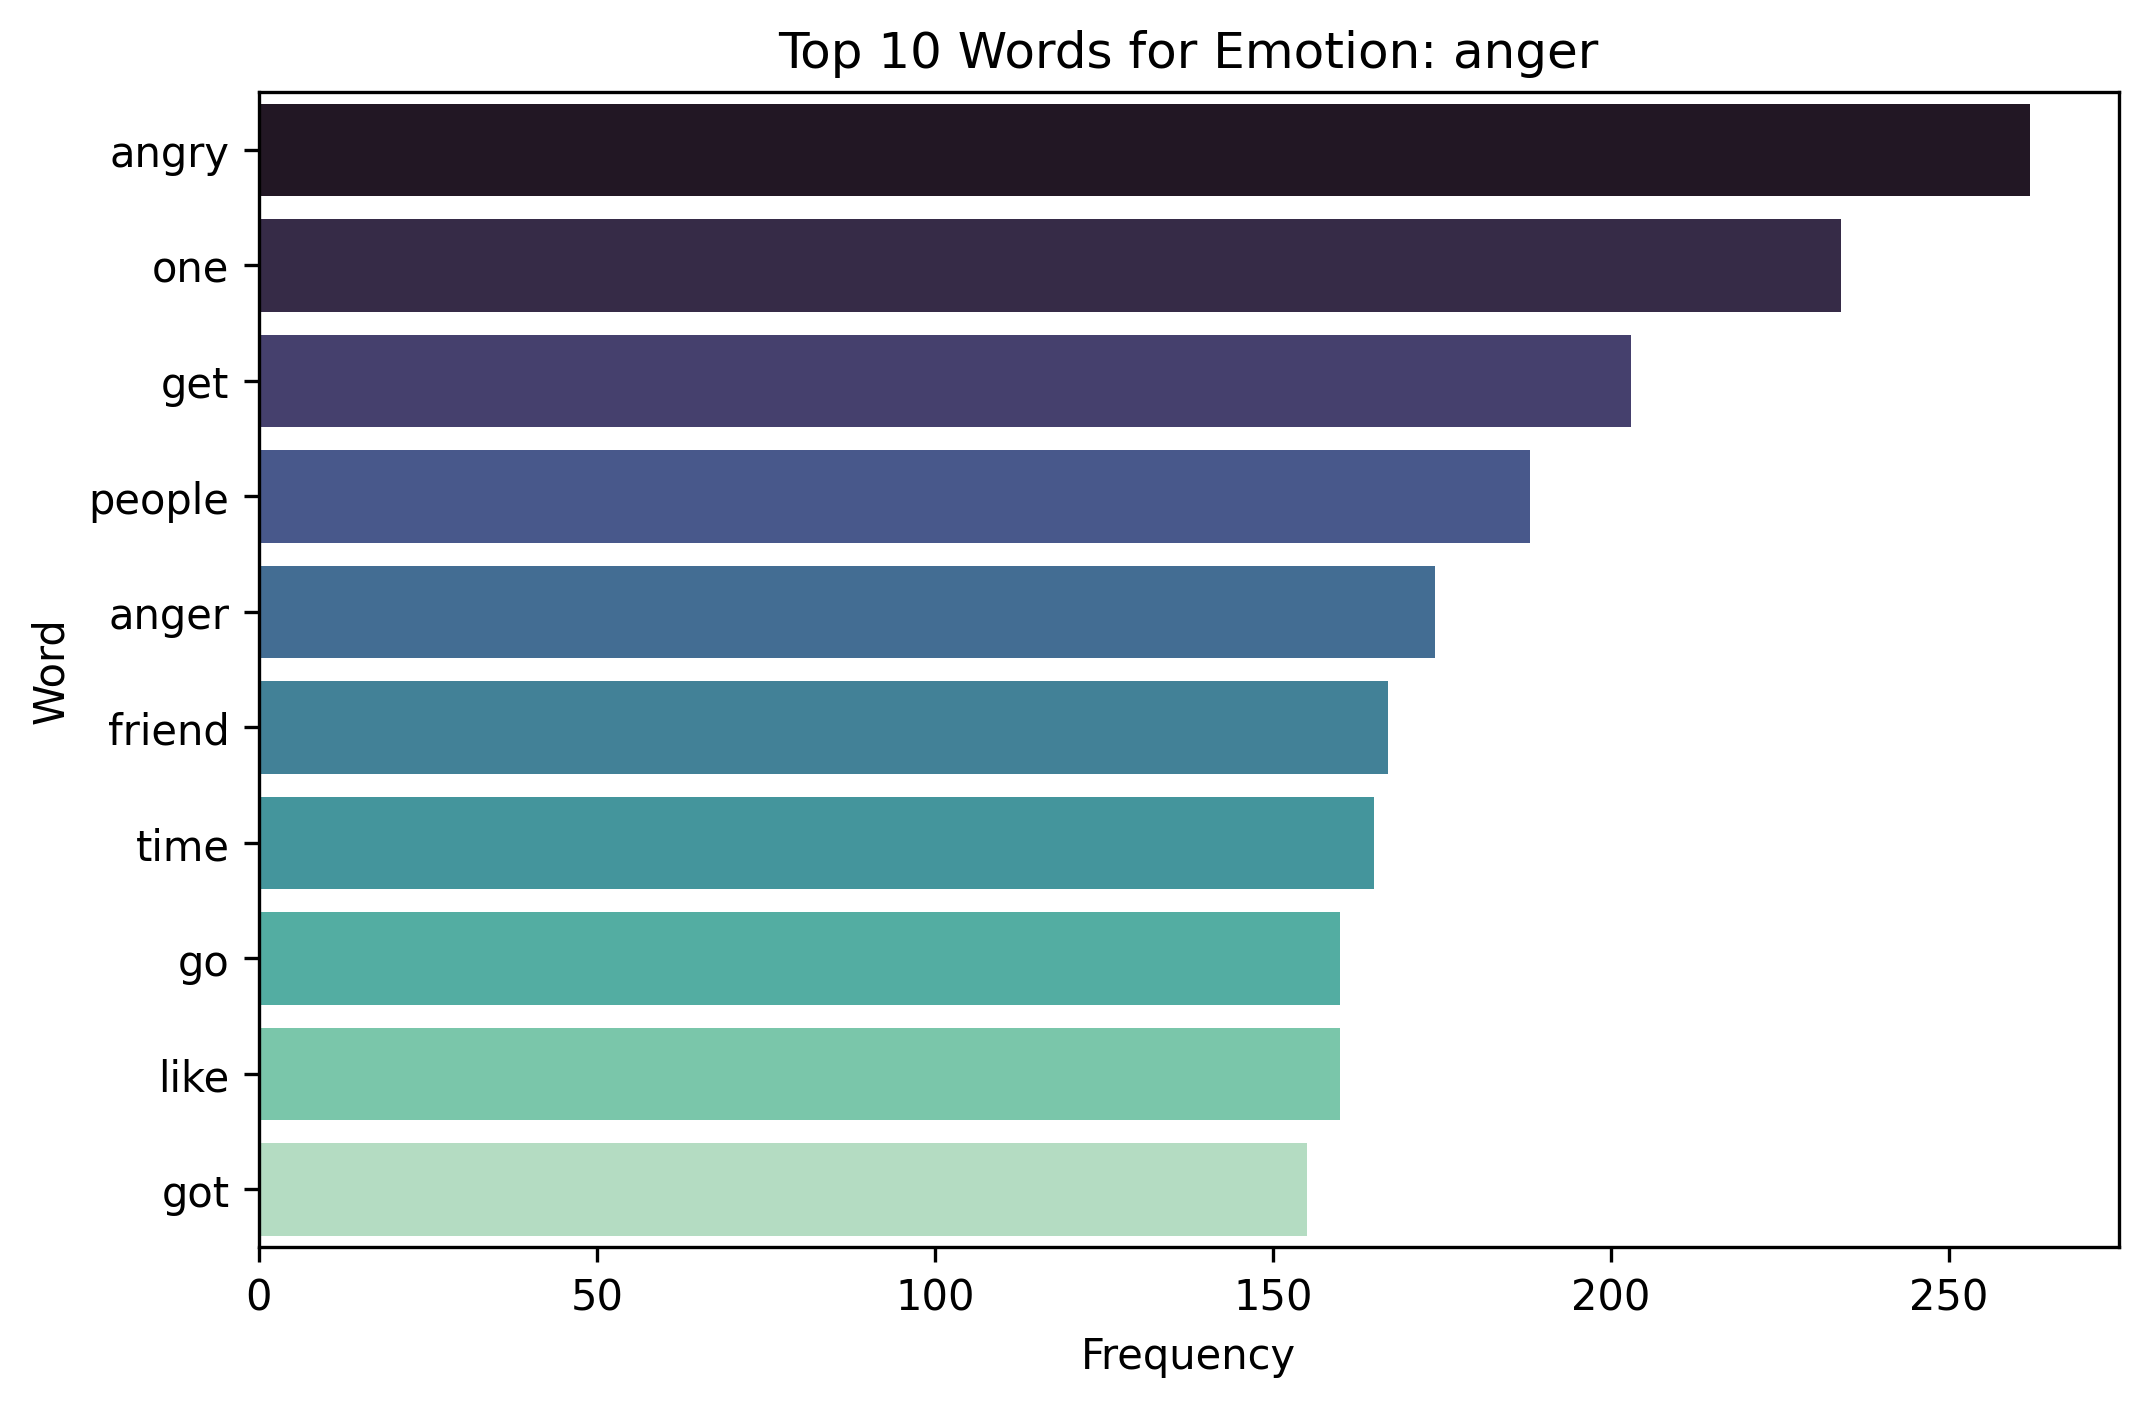 Top 10 Words for Emotion: anger
angry
one
get
people
anger
friend
time
go
like
got
Word
0 50 100 150 200 250
Frequency